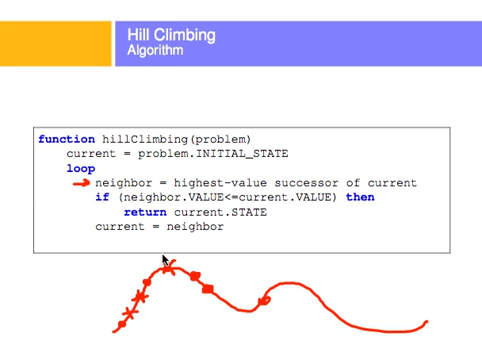 Hill Climbing
Algorithm
function hillClimbing(problem)
current = problem.INITIAL_STATE
loop
neighbor = highest-value successor of current
if (neighbor.VALUE<=current.VALUE) then
return current.STATE
current = neighbor